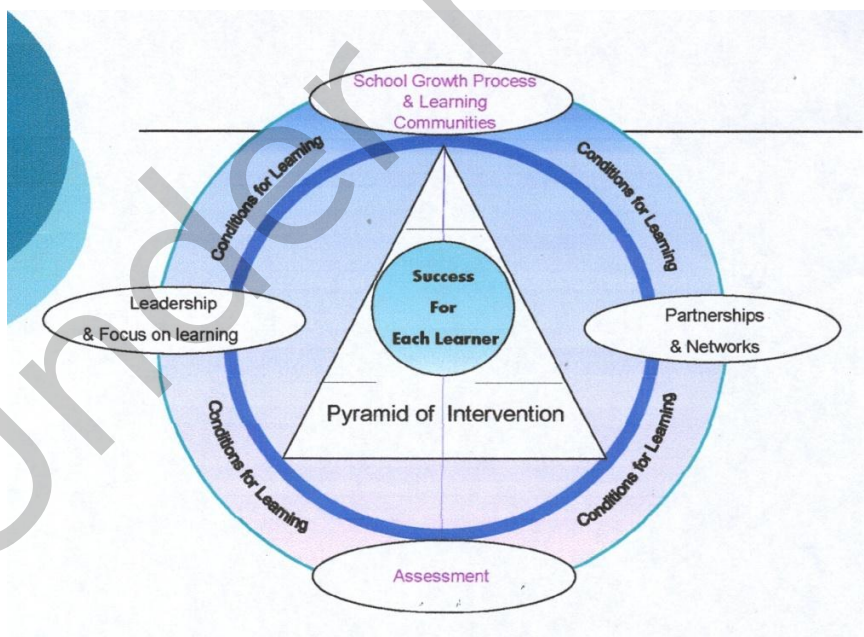 School Growth Process
& Learning
Communities
Conditions for Learning
Conditions for Learning
Success
For
Each Learner
Leadership
& Focus on learning
Partnerships
& Networks
Pyramid of Intervention
Conditions for Learning
Conditions for Learning
Assessment
Under